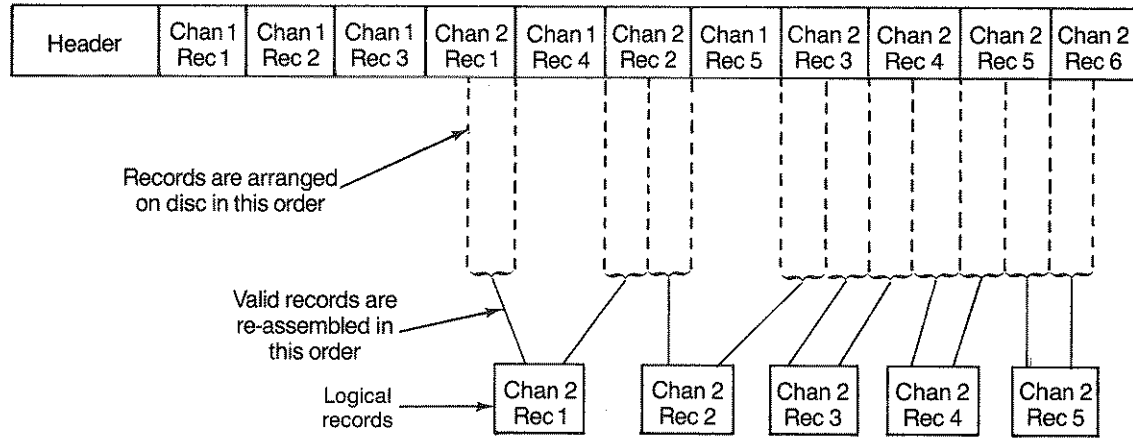 Header
Chan 1
Rec 1
Chan 1
Rec 2
Chan 1
Rec 3
Chan 2
Rec 1
Chan 1
Rec 4
Chan 2
Rec 2
Chan 1
Rec 5
Chan 2
Rec 3
Chan 2
Rec 4
Chan 2
Rec 5
Chan 2
Rec 6
Records are arranged
on disc in this order
Valid records are
re-assembled in
this order
Logical
records
Chan 2
Rec 1
Chan 2
Rec 2
Chan 2
Rec 3
Chan 2
Rec 4
Chan 2
Rec 5